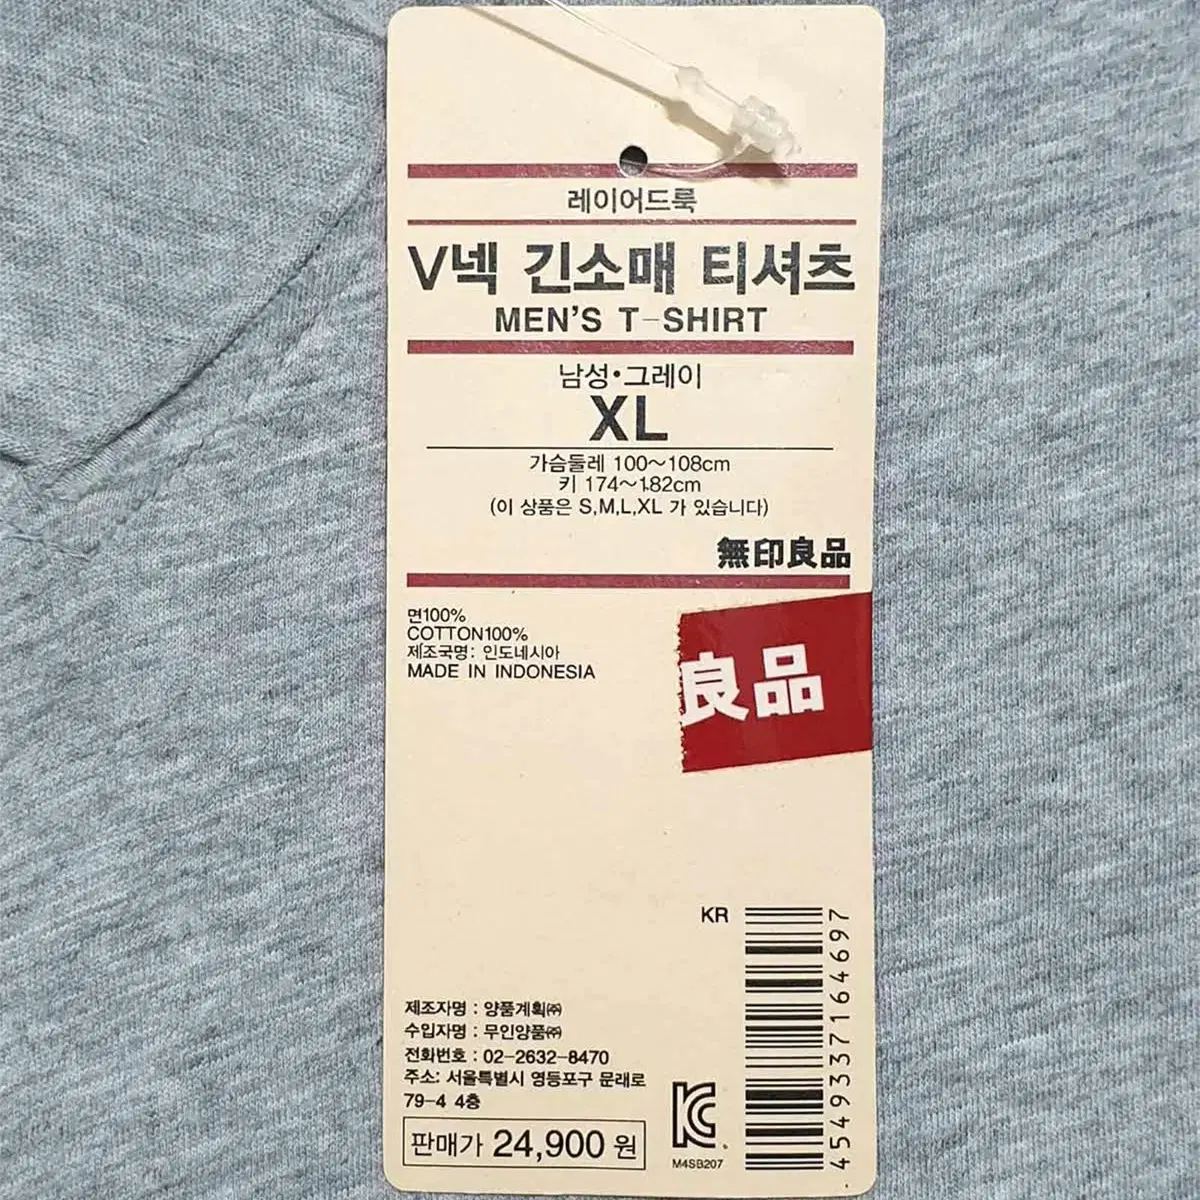 레이어드룩
V넥 긴소매 티셔츠
MEN'S T-SHIRT
남성•그레이
XL
가슴둘레 100~108cm
키 174~182cm
(이 상품은 S,M,L,XL 가 있습니다)
無印良品
면100%
COTTON100%
제조국명: 인도네시아
MADE IN INDONESIA
良品
KR
4549337164697
제조자명 : 양품계획㈜
수입자명 : 무인양품㈜
전화번호 : 02-2632-8470
주소: 서울특별시 영등포구 문래로
79-4 4층
판매가 24,900 원
KC
M4SB207